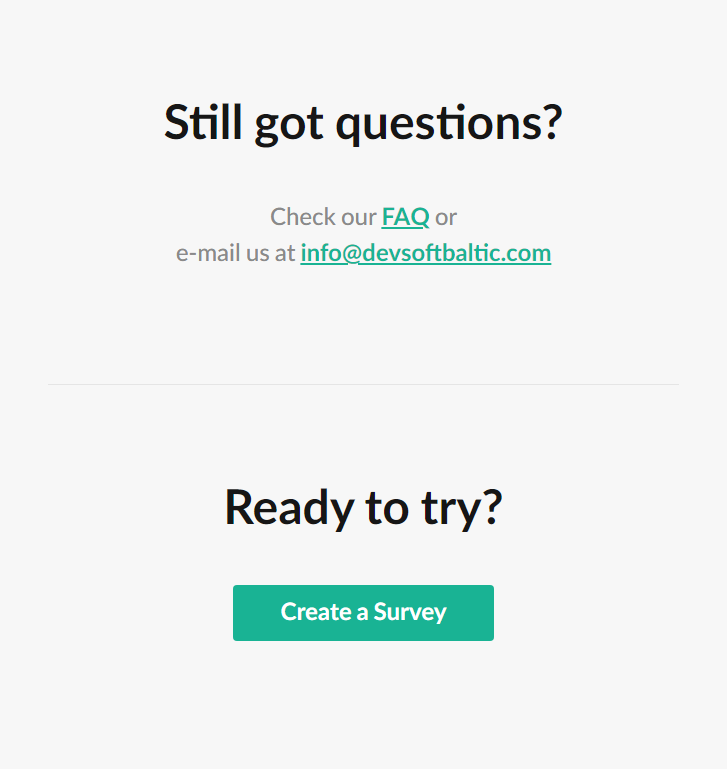 Still got questions?
Check our FAQ or
e-mail us at info@devsoftbaltic.com
Ready to try?
Create a Survey